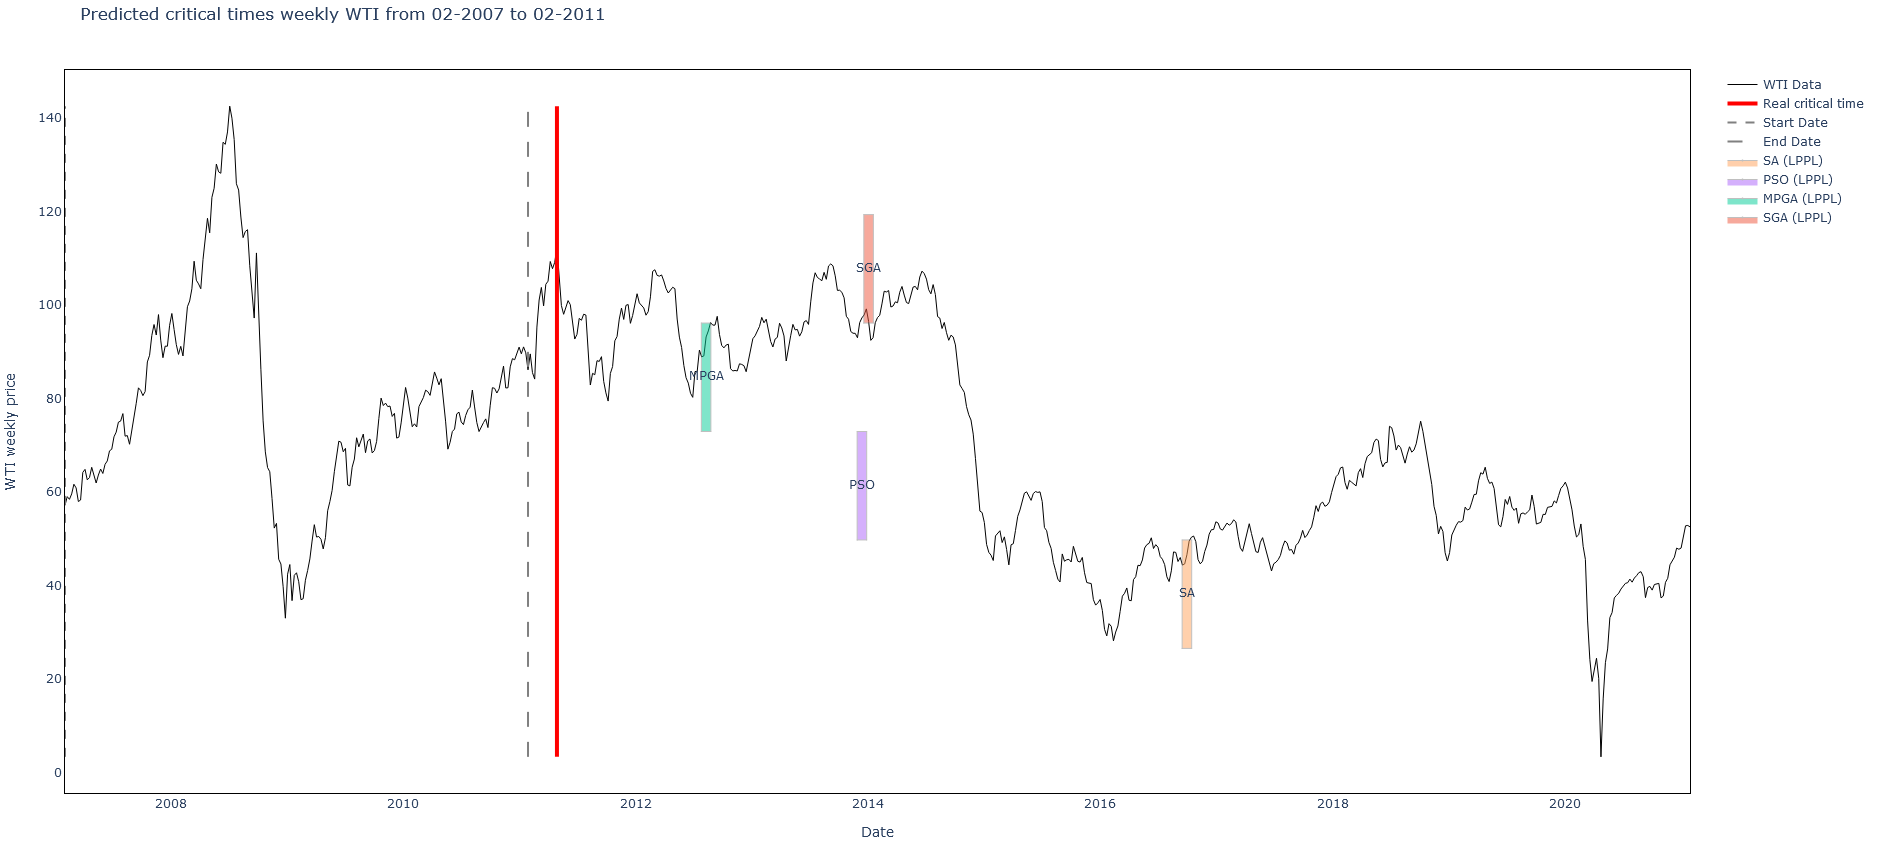 Predicted critical times weekly WTI from 02-2007 to 02-2011
WTI Data
Real critical time
Start Date
End Date
SA (LPPL)
PSO (LPPL)
MPGA (LPPL)
SGA (LPPL)
WTI weekly price
140
120
100
80
60
40
20
0
SGA
MPGA
PSO
SA
2008
2010
2012
2014
2016
2018
2020
Date